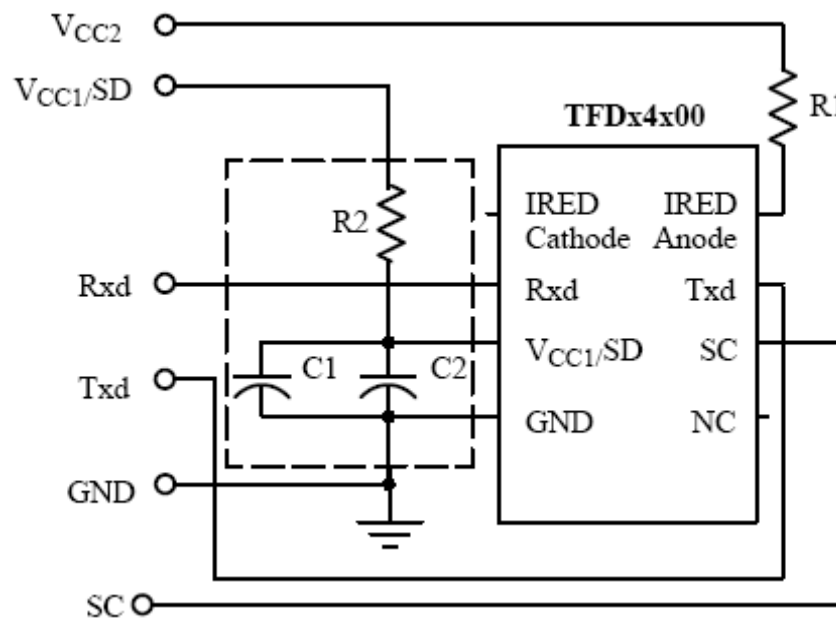 VCC2
VCC1/SD
TFDx4x00
R1
R2
IRED Cathode
IRED Anode
Rxd
Rxd
Txd
C1
C2
VCC1/SD
SC
Txd
GND
NC
GND
SC